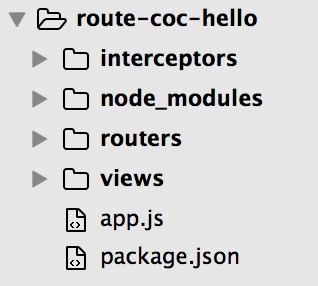 route-coc-hello
interceptors
node_modules
routers
views
app.js
package.json